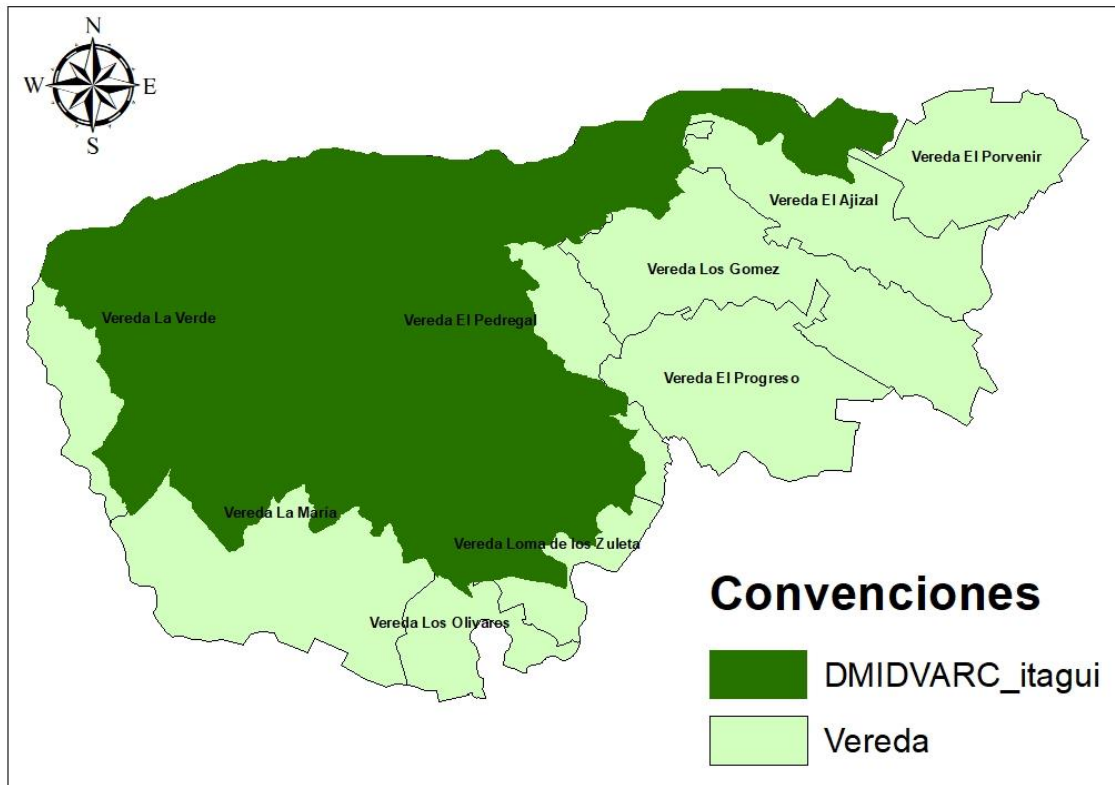 N
W E
S
Vereda El Porvenir
Vereda El Ajizal
Vereda Los Gomez
Vereda La Verde
Vereda El Pedregal
Vereda El Progreso
Vereda La María
Vereda Loma de los Zuleta
Vereda Los Olivares
Convenciones
DMIDVARC_itagui
Vereda